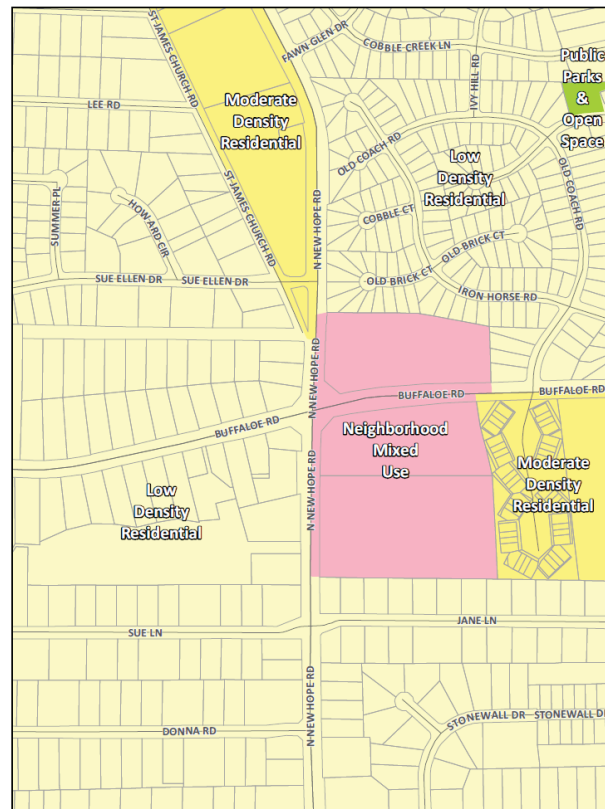 ST JAMES CHURCH RD
FAWN GLEN DR
COBBLE CREEK LN
IVY HILL RD
Public
Parks
&
Open
Space
LEE RD
Moderate
Density
Residential
OLD COACH RD
Low
Density
Residential
OLD COACH RD
SUMMER PL
HOWARD CIR
ST JAMES CHURCH RD
N NEW HOPE RD
COBBLE CT
OLD BRICK CT
OLD BRICK CT
SUE ELLEN DR
SUE ELLEN DR
IRON HORSE RD
N NEW HOPE RD
BUFFALOE RD
BUFFALOE RD
BUFFALOE RD
Neighborhood
Mixed
Use
N NEW HOPE RD
Low
Density
Residential
Moderate
Density
Residential
SUE LN
JANE LN
N NEW HOPE RD
DONNA RD
STONEWALL DR
STONEWALL DR